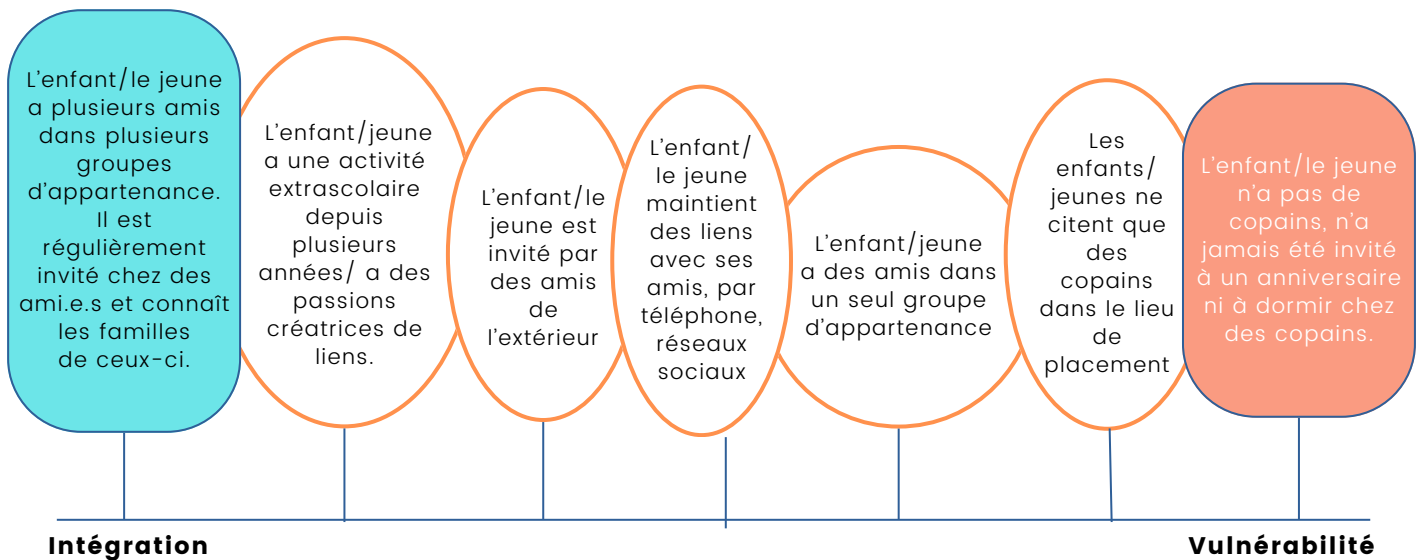 L'enfant/le jeune
a plusieurs amis
dans plusieurs
groupes
d'appartenance.
Il est
régulièrement
invité chez des
ami.e.s et connaît
les familles
de ceux-ci.
L'enfant/jeune
a une activité
extrascolaire
depuis
plusieurs
années/ a des
passions
créatrices de
liens.
L'enfant/le
jeune est
invité par
des amis
de
l'extérieur
L'enfant/
le jeune
maintient
des liens
avec ses
amis, par
téléphone,
réseaux
sociaux
L'enfant/jeune
a des amis dans
un seul groupe
d'appartenance
Les
enfants/
jeunes ne
citent que
des
copains
dans le lieu
de
placement
L'enfant/le jeune
n'a pas de
copains, n'a
jamais été invité
à un anniversaire
ni à dormir chez
des copains.
Intégration
Vulnérabilité